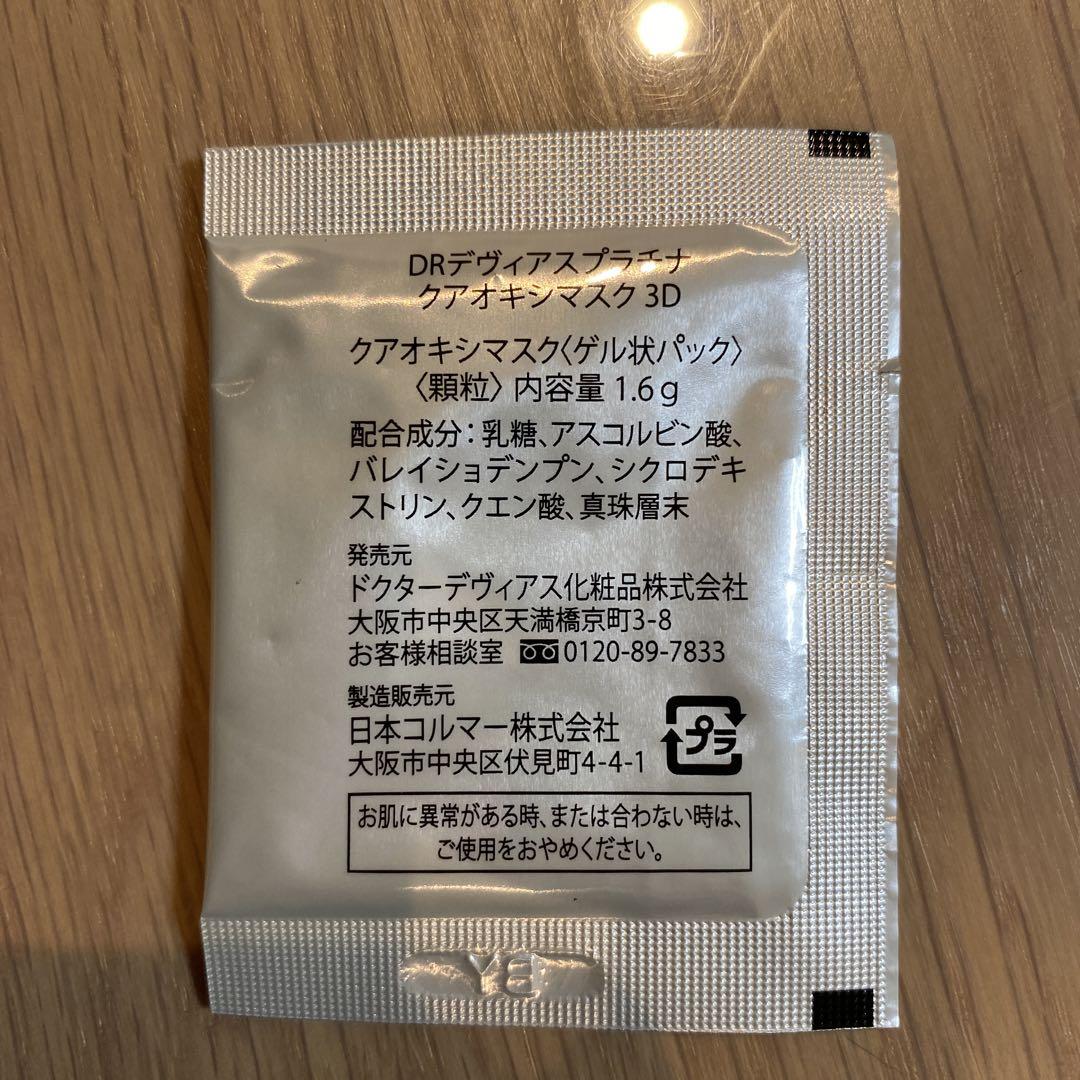 DRデヴィアスプラチナ
クアオキシマスク 3D
クアオキシマスク〈ゲル状パック〉
〈顆粒〉 内容量 1.6g
配合成分：乳糖、アスコルビン酸、
バレイショデンプン、シクロデキ
ストリン、クエン酸、真珠層末
発売元
ドクターデヴィアス化粧品株式会社
大阪市中央区天満橋京町3-8
お客様相談室 0120-89-7833
製造販売元
日本コルマー株式会社
大阪市中央区伏見町4-4-1
プラ
お肌に異常がある時、または合わない時は、
ご使用をおやめください。